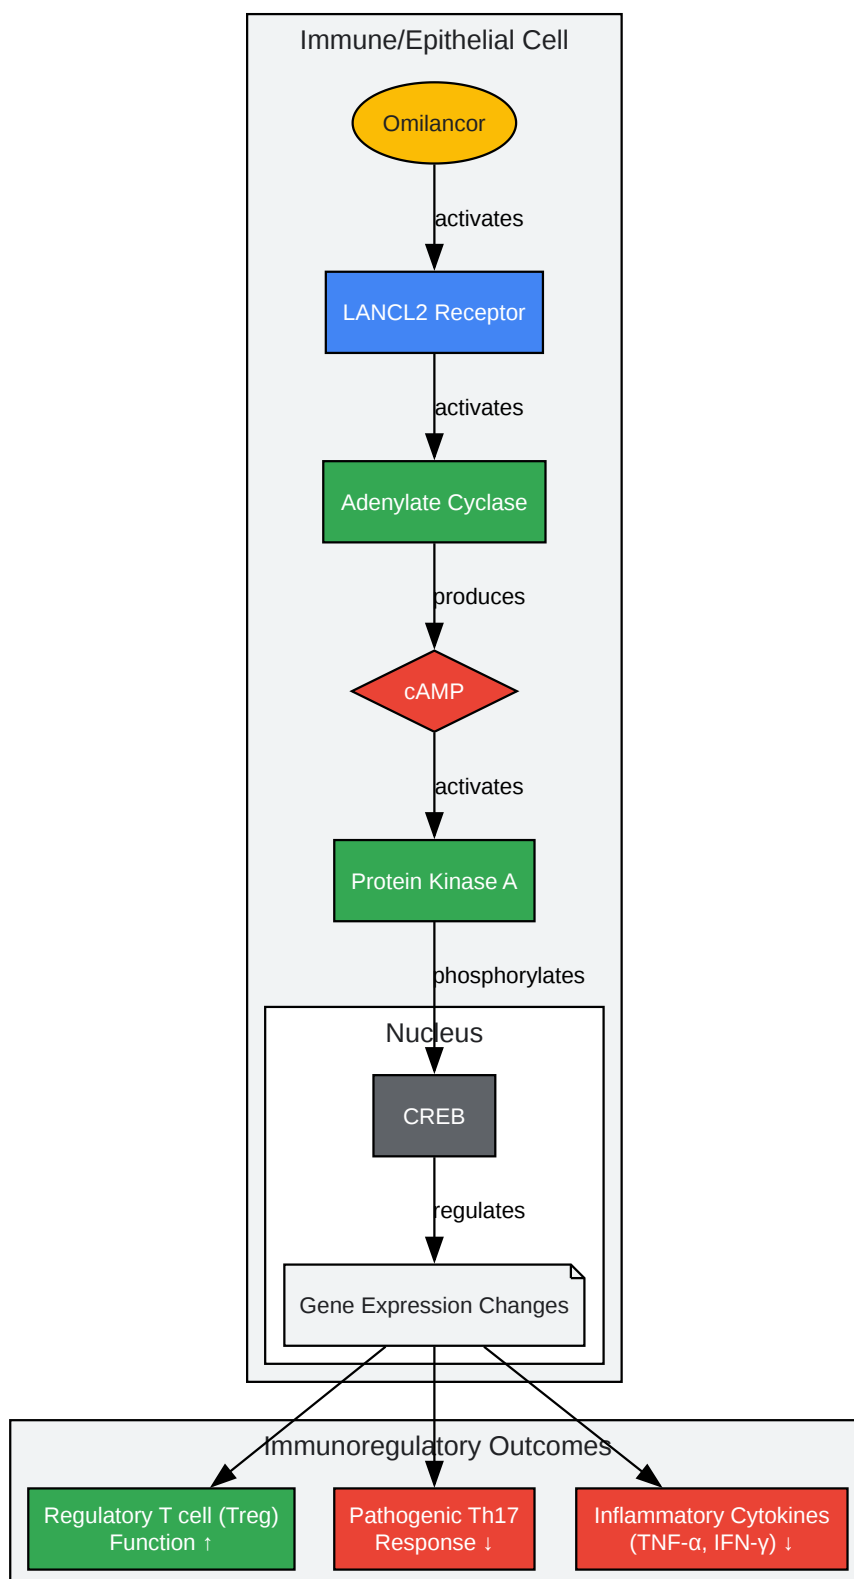 Immune/Epithelial Cell
Omilancor
activates
LANCL2 Receptor
activates
Adenylate Cyclase
produces
cAMP
activates
Protein Kinase A
phosphorylates
Nucleus
CREB
regulates
Gene Expression Changes
Immunoregulatory Outcomes
Regulatory T cell (Treg)
Function ↑
Pathogenic Th17
Response ↓
Inflammatory Cytokines
(TNF-α, IFN-γ) ↓